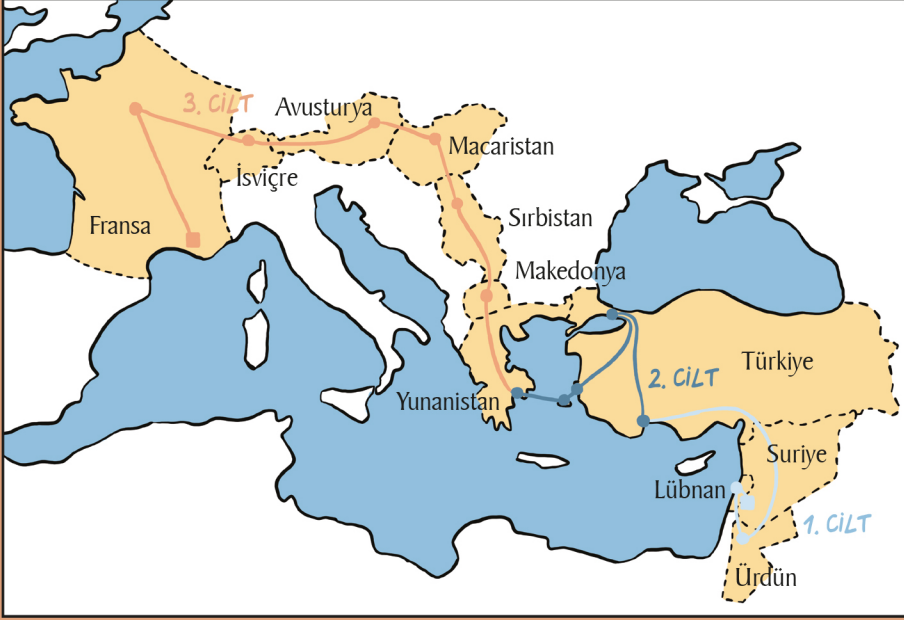 3. CİLT
Avusturya
Macaristan
İsviçre
Fransa
Sırbistan
Makedonya
Türkiye
2. CİLT
Yunanistan
Suriye
Lübnan
1. CİLT
Ürdün